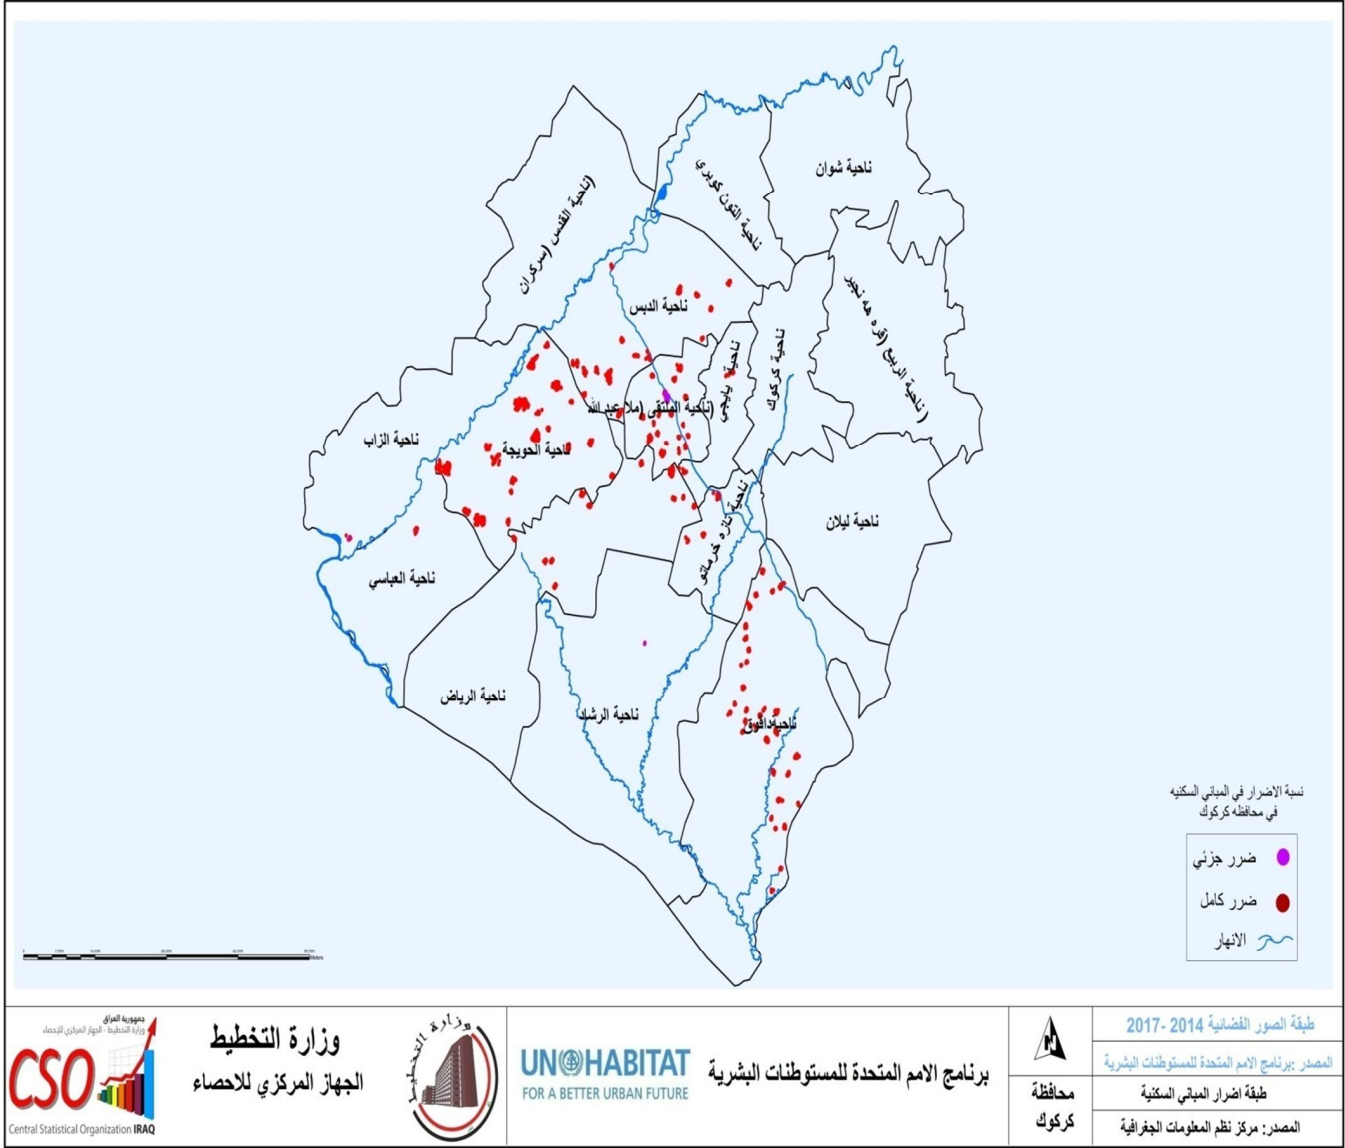 ناحية شوان
ناحية التون كوبري
(ناحية القدس (سركران
ناحية الدبس
ناحية الربيع (قره هه نجير)
ناحية يايجي
ناحية كركوك
(ناحية الملتقى (ملا عبد الله
ناحية الزاب
ناحية الحويجة
ناحية تازه خرماتو
ناحية ليلان
ناحية العباسي
ناحية الرياض
ناحية الرشاد
ناحية داقوق
نسبة الاضرار في المباني السكنيه
في محافظه كركوك
ضرر جزئي
ضرر كامل
الانهار
Meters
طبقة الصور الفضائية 2014 -2017
المصدر :برنامج الامم المتحدة للمستوطنات البشرية
طبقة اضرار المباني السكنية
المصدر: مركز نظم المعلومات الجغرافية
N
محافظة
كركوك
برنامج الامم المتحدة للمستوطنات البشرية
UN HABITAT
FOR A BETTER URBAN FUTURE
وزارة التخطيط
وزارة التخطيط
الجهاز المركزي للاحصاء
جمهورية العراق
وزارة التخطيط - الجهاز المركزي للإحصاء
CSO
Central Statistical Organization IRAQ